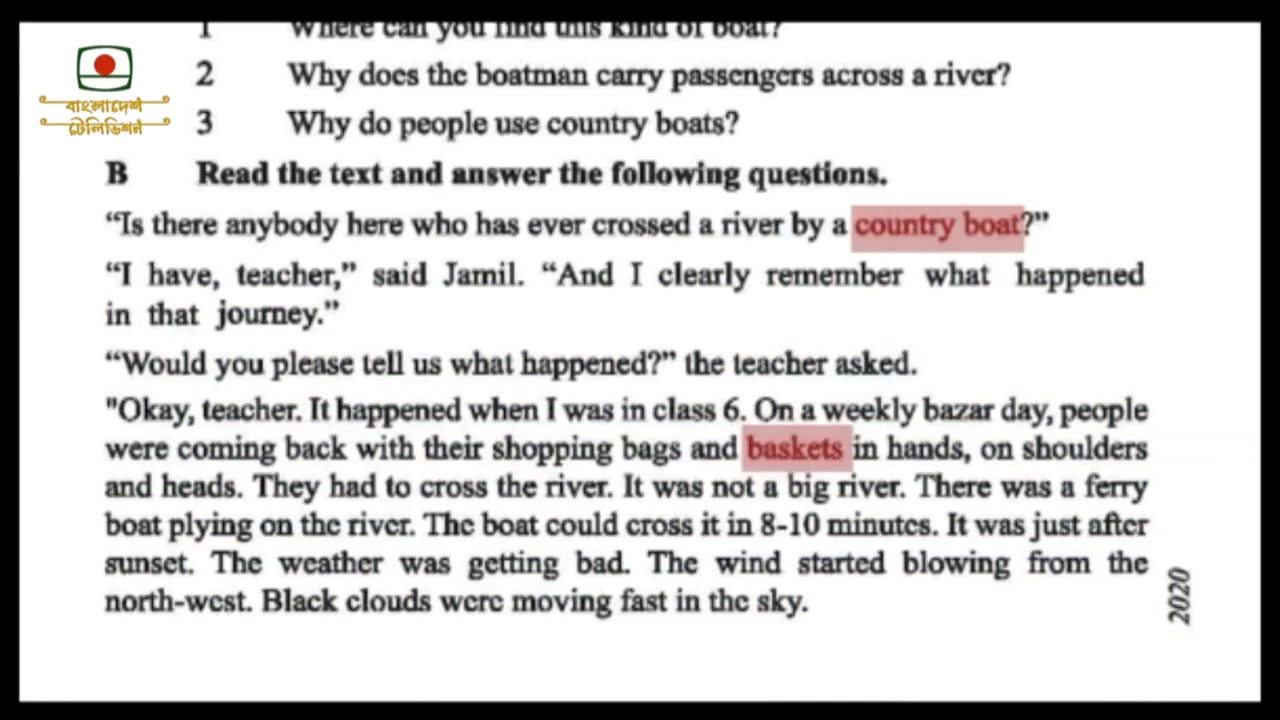 1 Where can you find this kind of boat?
বাংলাদেশ
টেলিভিশন
2 Why does the boatman carry passengers across a river?
3 Why do people use country boats?
B Read the text and answer the following questions.
“Is there anybody here who has ever crossed a river by a country boat?”
“I have, teacher,” said Jamil. “And I clearly remember what happened
in that journey.”
“Would you please tell us what happened?” the teacher asked.
"Okay, teacher. It happened when I was in class 6. On a weekly bazar day, people
were coming back with their shopping bags and baskets in hands, on shoulders
and heads. They had to cross the river. It was not a big river. There was a ferry
boat plying on the river. The boat could cross it in 8-10 minutes. It was just after
sunset. The weather was getting bad. The wind started blowing from the
north-west. Black clouds were moving fast in the sky.
2020